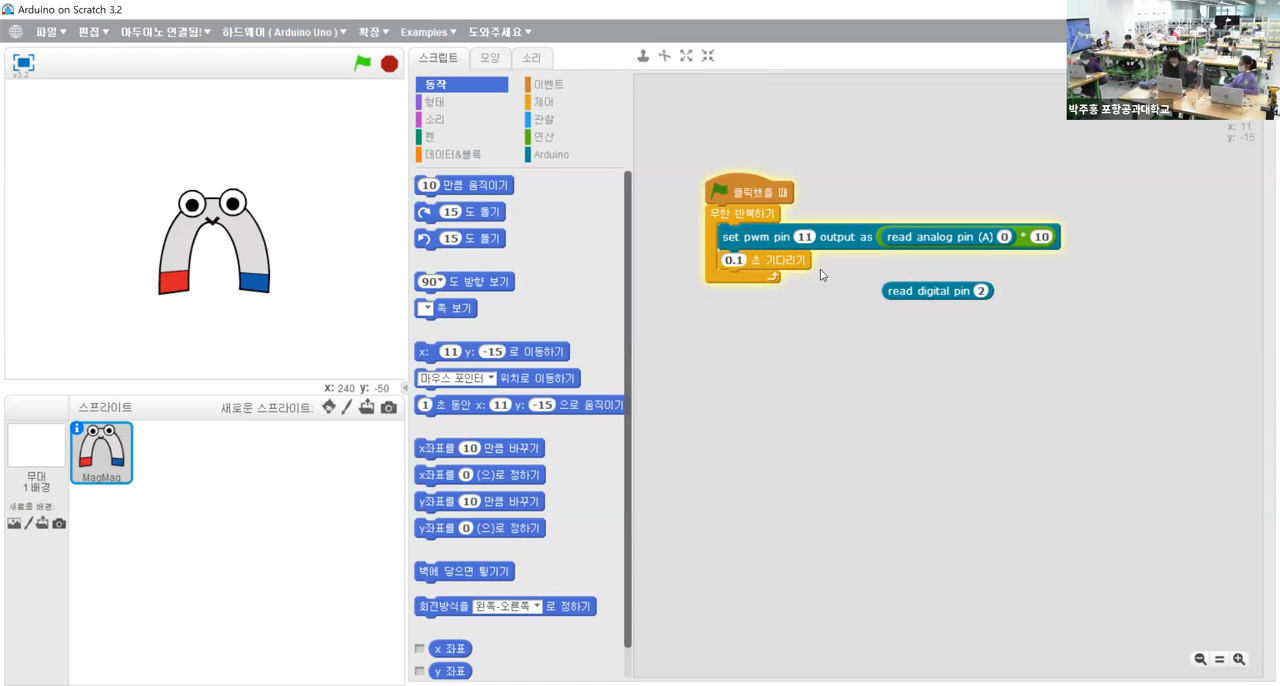 Arduino on Scratch 3.2
파일 편집 아두이노 연결됨! 하드웨어 ( Arduino Uno ) 확장 Examples 도와주세요
v3.2
스크립트 모양 소리
동작 이벤트
형태 제어
소리 관찰
펜 연산
데이터&블록 Arduino
10 만큼 움직이기
15 도 돌기
15 도 돌기
90 도 방향 보기
쪽 보기
x: 11 y: -15 로 이동하기
마우스 포인터 위치로 이동하기
1 초 동안 x: 11 y: -15 으로 움직이기
x좌표를 10 만큼 바꾸기
x좌표를 0 (으)로 정하기
y좌표를 10 만큼 바꾸기
y좌표를 0 (으)로 정하기
벽에 닿으면 튕기기
회전방식을 왼쪽-오른쪽 로 정하기
x 좌표
y 좌표
클릭했을 때
무한 반복하기
set pwm pin 11 output as read analog pin (A) 0 * 10
0.1 초 기다리기
read digital pin 2
박주홍 포항공과대학교
x: 11
y: -15
x: 240 y: -50
스프라이트 새로운 스프라이트:
MagMag
무대
1 배경
새로운 배경: